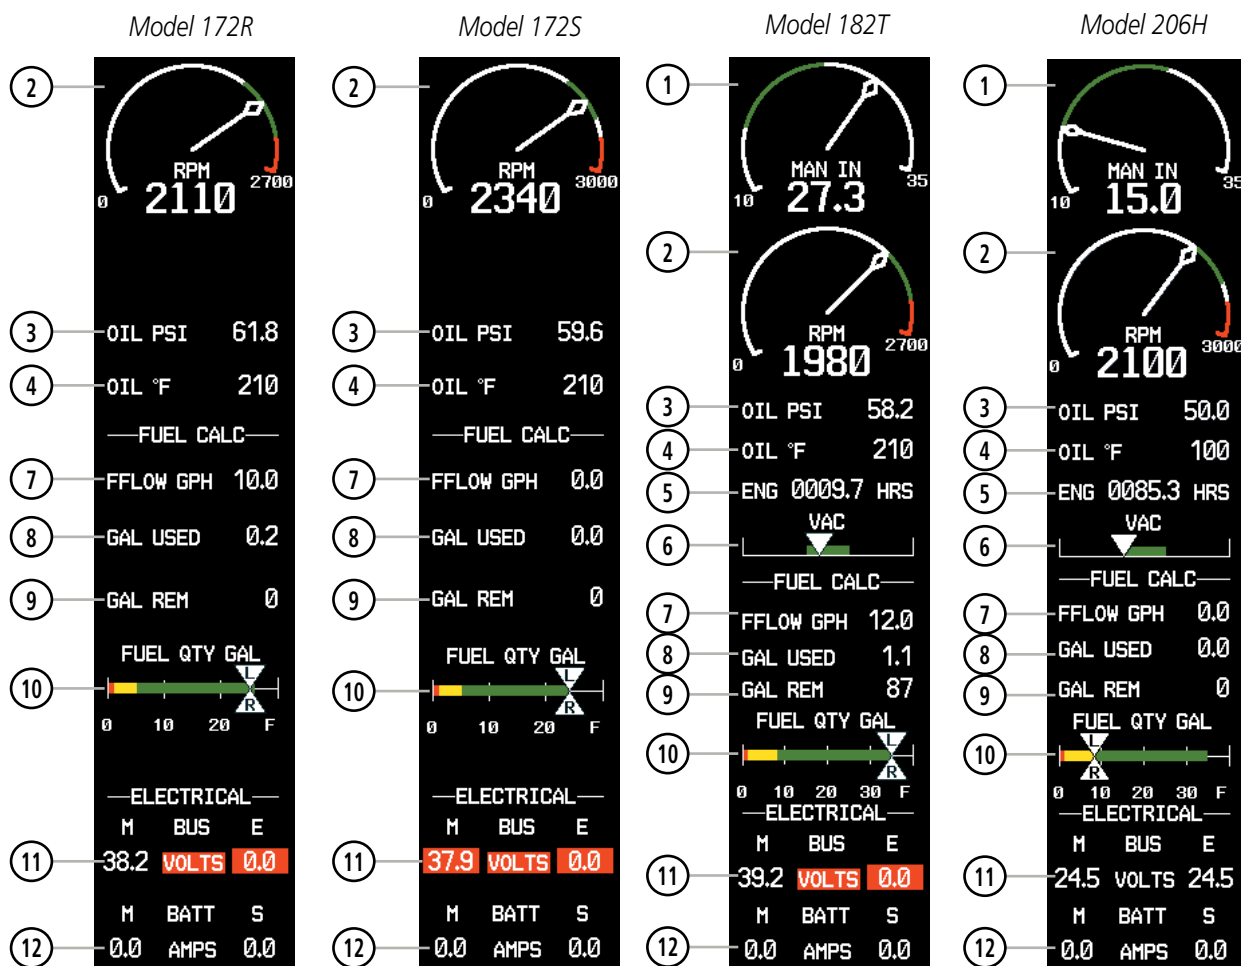 Model 172R
2
RPM
2110
0
2700
3
OIL PSI 61.8
4
OIL °F 210
FUEL CALC
7
FFLOW GPH 10.0
8
GAL USED 0.2
9
GAL REM 0
FUEL QTY GAL
L
10
R
0 10 20 F
ELECTRICAL
M BUS E
11
38.2 VOLTS 0.0
M BATT S
12
0.0 AMPS 0.0
Model 172S
2
RPM
2340
0
3000
3
OIL PSI 59.6
4
OIL °F 210
FUEL CALC
7
FFLOW GPH 0.0
8
GAL USED 0.0
9
GAL REM 0
FUEL QTY GAL
L
10
R
0 10 20 F
ELECTRICAL
M BUS E
11
37.9 VOLTS 0.0
M BATT S
12
0.0 AMPS 0.0
Model 182T
1
MAN IN
27.3
10
35
2
RPM
1980
0
2700
3
OIL PSI 58.2
4
OIL °F 210
5
ENG 0009.7 HRS
VAC
6
FUEL CALC
7
FFLOW GPH 12.0
8
GAL USED 1.1
9
GAL REM 87
FUEL QTY GAL
L
10
R
0 10 20 30 F
ELECTRICAL
M BUS E
11
39.2 VOLTS 0.0
M BATT S
12
0.0 AMPS 0.0
Model 206H
1
MAN IN
15.0
10
35
2
RPM
2100
0
3000
3
OIL PSI 50.0
4
OIL °F 100
5
ENG 0085.3 HRS
VAC
6
FUEL CALC
7
FFLOW GPH 0.0
8
GAL USED 0.0
9
GAL REM 0
FUEL QTY GAL
L
10
R
0 10 20 30 F
ELECTRICAL
M BUS E
11
24.5 VOLTS 24.5
M BATT S
12
0.0 AMPS 0.0